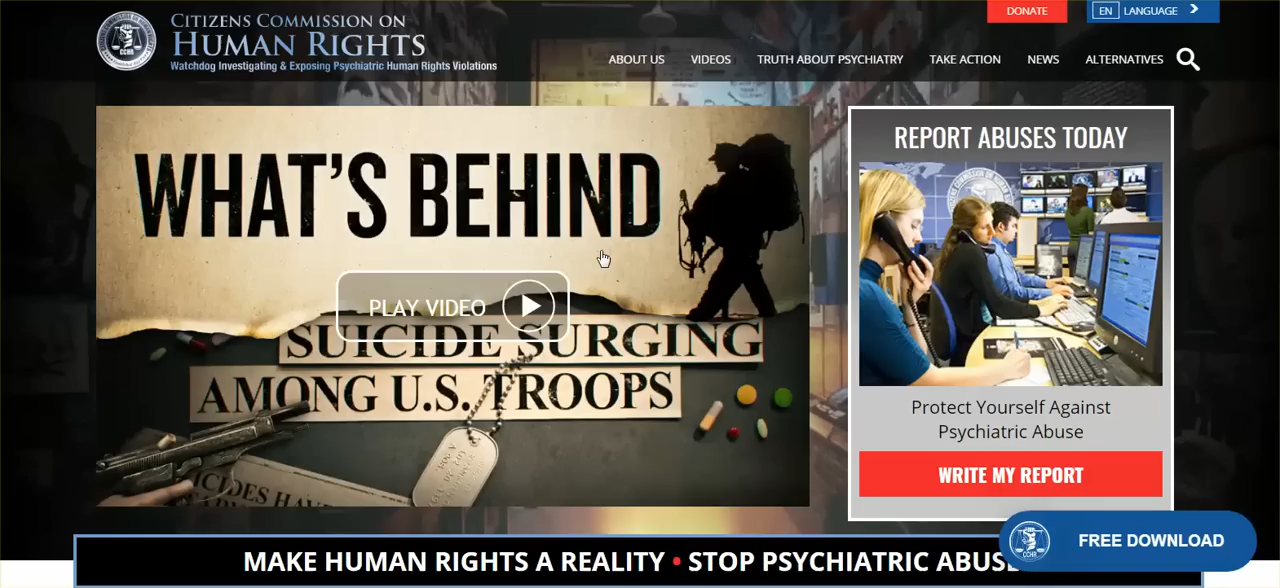 CITIZENS COMMISSION ON
HUMAN RIGHTS
Watchdog Investigating & Exposing Psychiatric Human Rights Violations
CCHR
DONATE
EN LANGUAGE
ABOUT US VIDEOS TRUTH ABOUT PSYCHIATRY TAKE ACTION NEWS ALTERNATIVES
WHAT'S BEHIND
PLAY VIDEO
SUICIDE SURGING
AMONG U.S. TROOPS
REPORT ABUSES TODAY
Protect Yourself Against
Psychiatric Abuse
WRITE MY REPORT
MAKE HUMAN RIGHTS A REALITY • STOP PSYCHIATRIC ABUSE
FREE DOWNLOAD
CCHR